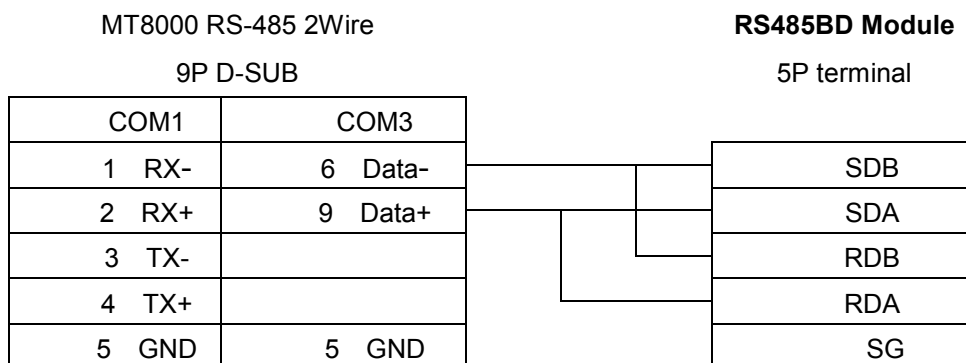 MT8000 RS-485 2Wire RS485BD Module
9P D-SUB 5P terminal
COM1 COM3
1 RX- 6 Data- SDB
2 RX+ 9 Data+ SDA
3 TX- RDB
4 TX+ RDA
5 GND 5 GND SG